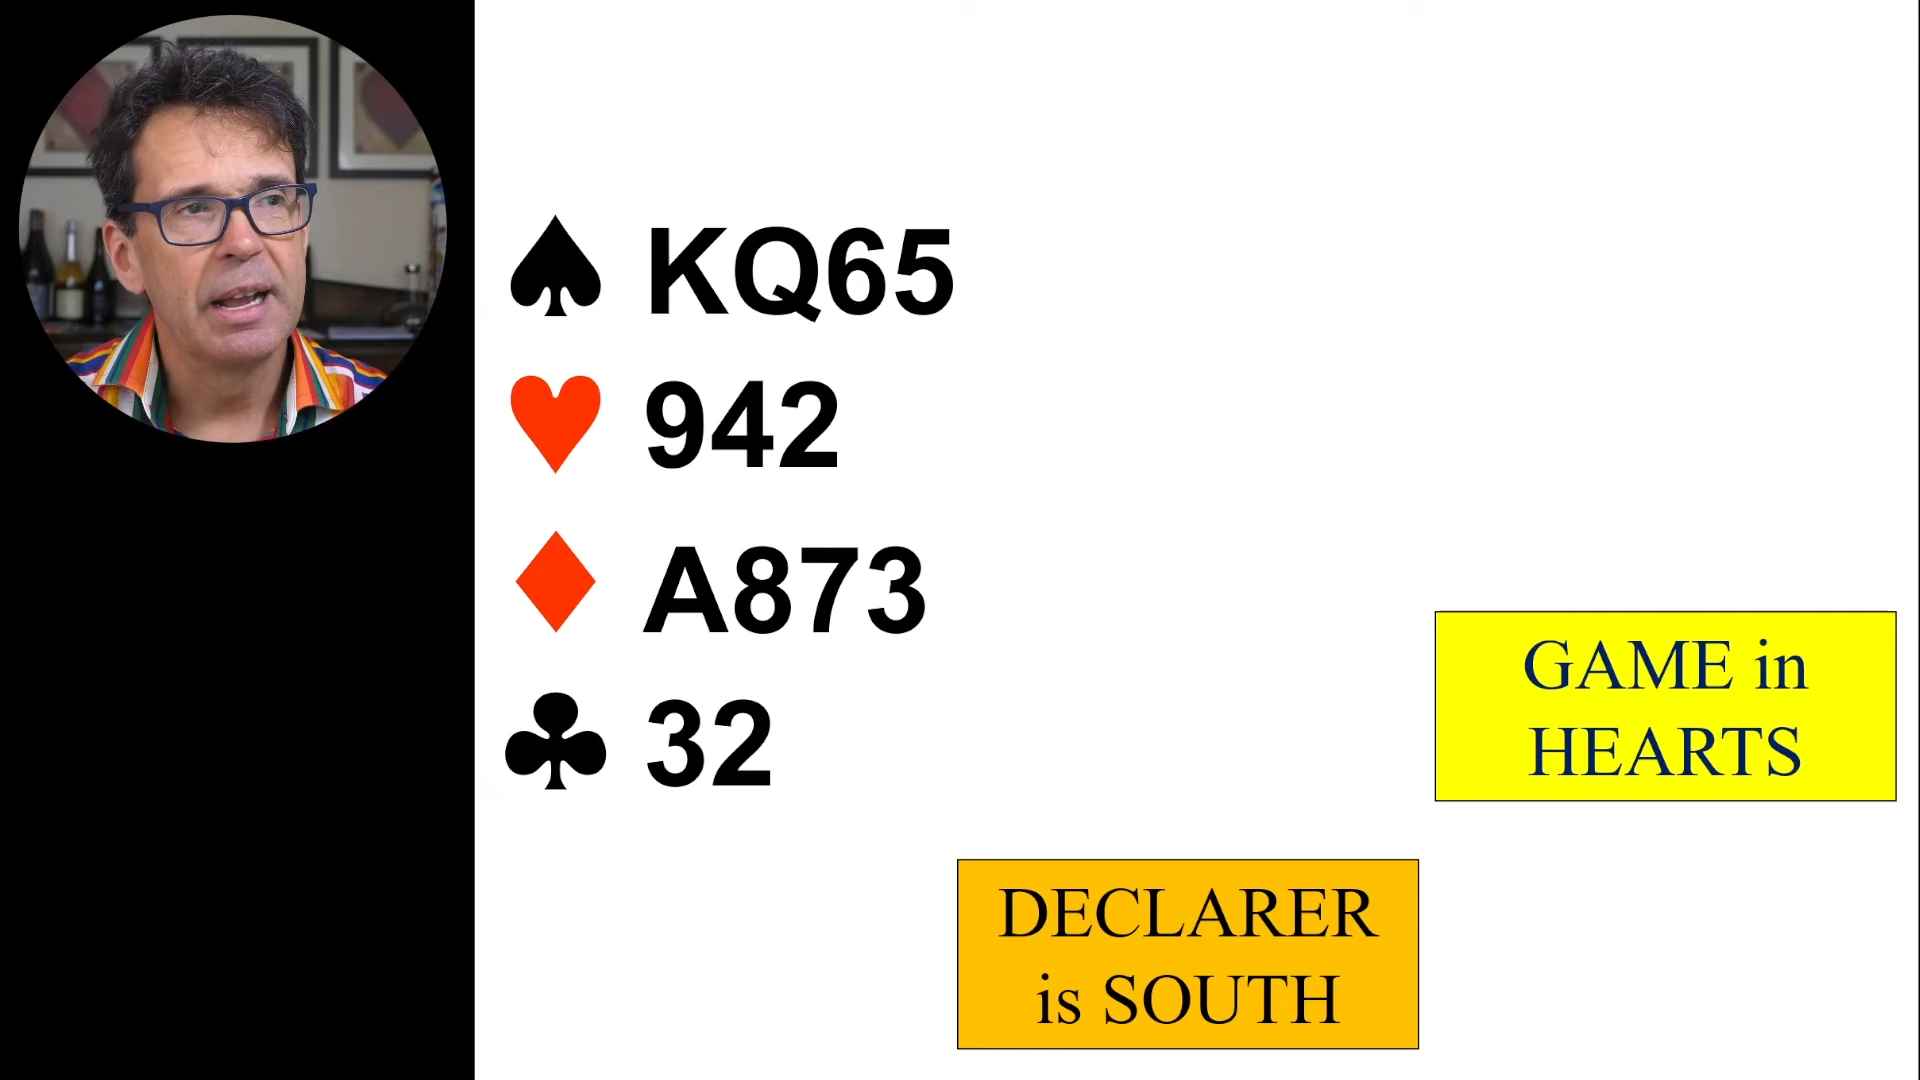 ♠ KQ65
♥ 942
♦ A873
♣ 32
GAME in
HEARTS
DECLARER
is SOUTH